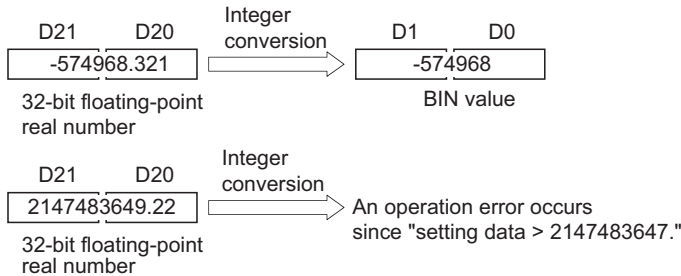 Integer
conversion
D21 D20 D1 D0
-574968.321 -574968
32-bit floating-point
real number
BIN value
Integer
conversion
D21 D20
2147483649.22
An operation error occurs
since "setting data > 2147483647."
32-bit floating-point
real number